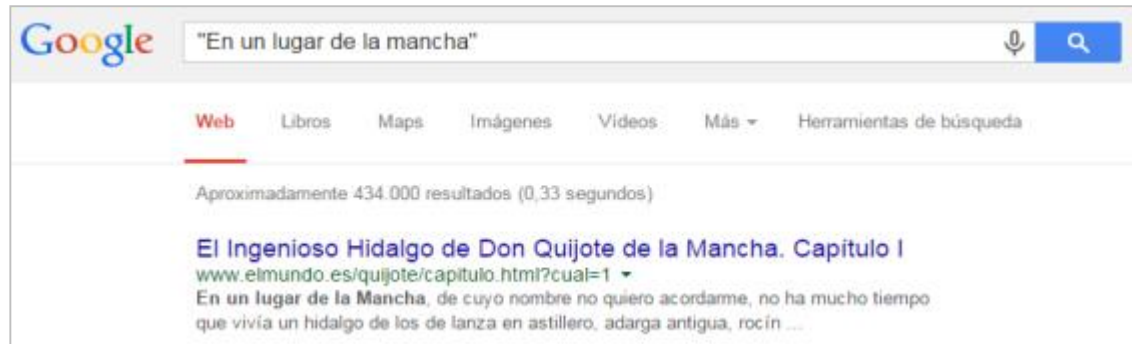 Google "En un lugar de la mancha"
Web Libros Maps Imágenes Vídeos Más Herramientas de búsqueda
Aproximadamente 434.000 resultados (0,33 segundos)
El Ingenioso Hidalgo de Don Quijote de la Mancha. Capítulo I
www.elmundo.es/quijote/capitulo.html?cual=1
En un lugar de la Mancha, de cuyo nombre no quiero acordarme, no ha mucho tiempo
que vivía un hidalgo de los de lanza en astillero, adarga antigua, rocín ...